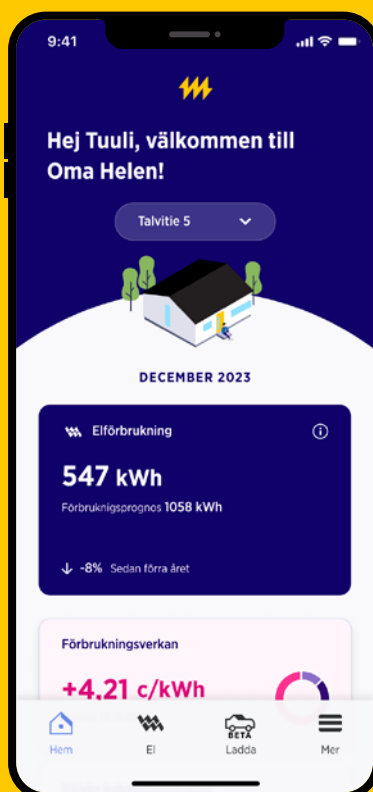 9:41
Hej Tuuli, välkommen till
Oma Helen!
Talvitie 5
DECEMBER 2023
Elförbrukning
547 kWh
Förbruknigsprognos 1058 kWh
-8% Sedan förra året
Förbrukningsverkan
+4,21 c/kWh
Hem
El
BETA
Ladda
Mer